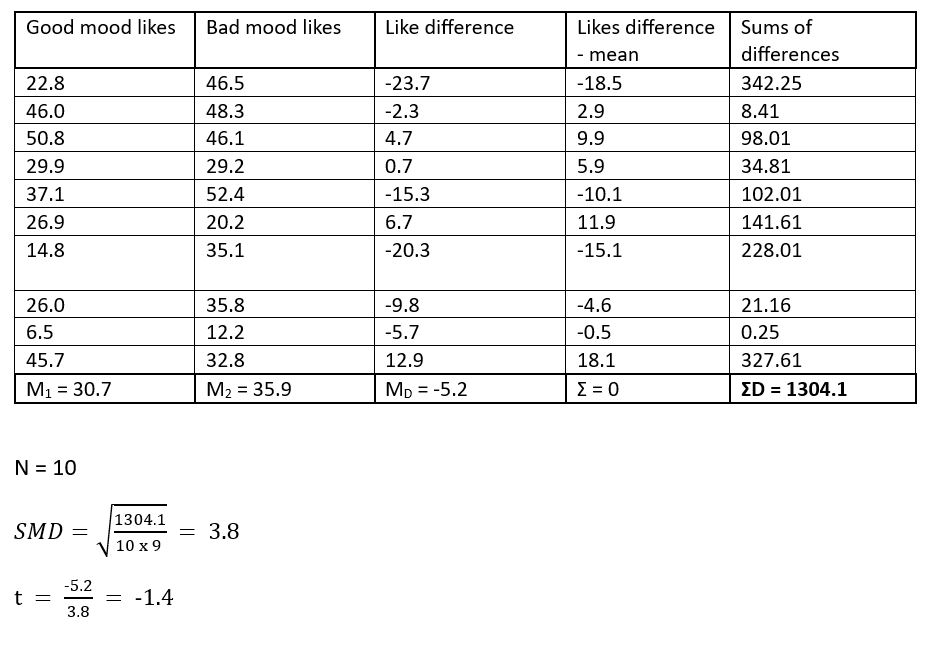 Good mood likes Bad mood likes Like difference Likes difference - mean Sums of differences
22.8 46.5 -23.7 -18.5 342.25
46.0 48.3 -2.3 2.9 8.41
50.8 46.1 4.7 9.9 98.01
29.9 29.2 0.7 5.9 34.81
37.1 52.4 -15.3 -10.1 102.01
26.9 20.2 6.7 11.9 141.61
14.8 35.1 -20.3 -15.1 228.01
26.0 35.8 -9.8 -4.6 21.16
6.5 12.2 -5.7 -0.5 0.25
45.7 32.8 12.9 18.1 327.61
M₁ = 30.7 M₂ = 35.9 M_D = -5.2 Σ = 0 ΣD = 1304.1
N = 10
SMD = √(1304.1 / 10 x 9) = 3.8
t = -5.2 / 3.8 = -1.4